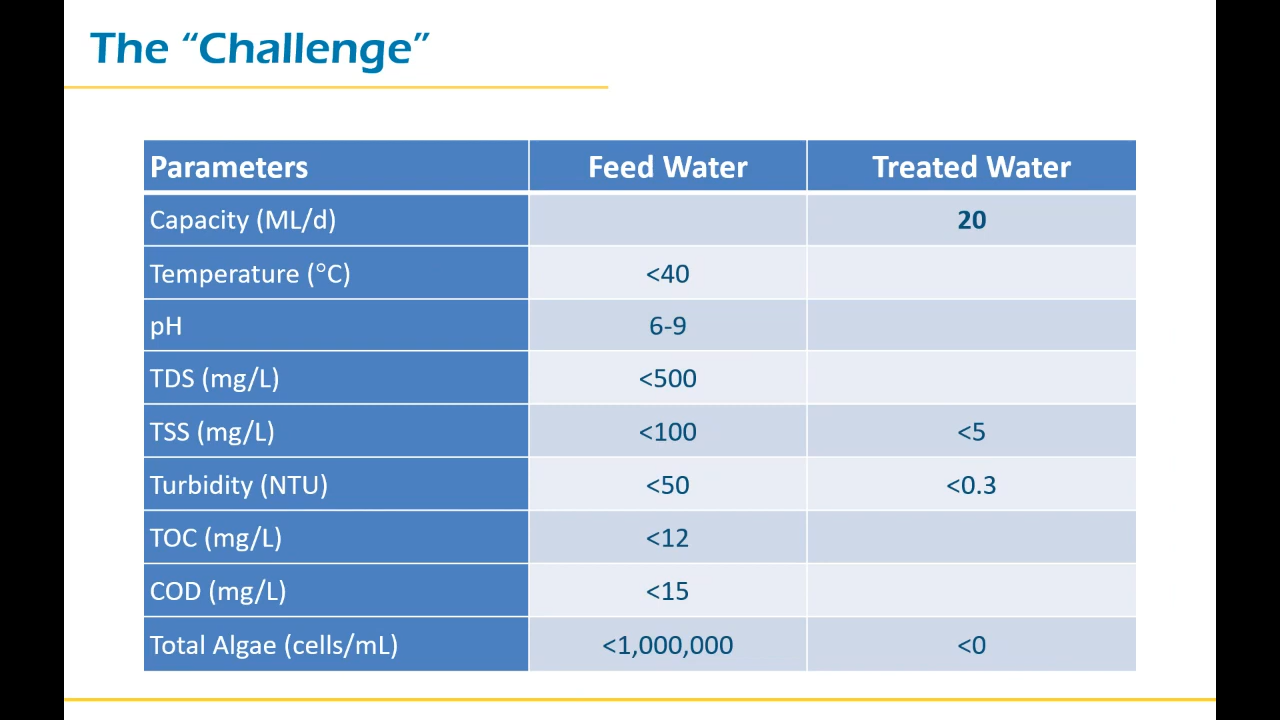 The “Challenge”
Parameters Feed Water Treated Water
Capacity (ML/d) 20
Temperature (°C) <40
pH 6-9
TDS (mg/L) <500
TSS (mg/L) <100 <5
Turbidity (NTU) <50 <0.3
TOC (mg/L) <12
COD (mg/L) <15
Total Algae (cells/mL) <1,000,000 <0